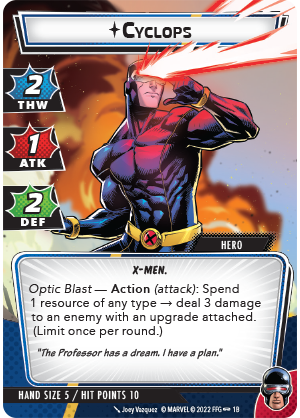 Cyclops
2
THW
1
ATK
2
DEF
HERO
X-MEN.
Optic Blast — Action (attack): Spend
1 resource of any type → deal 3 damage
to an enemy with an upgrade attached.
(Limit once per round.)
"The Professor has a dream. I have a plan."
HAND SIZE 5 / HIT POINTS 10
Joey Vazquez © MARVEL © 2022 FFG 18